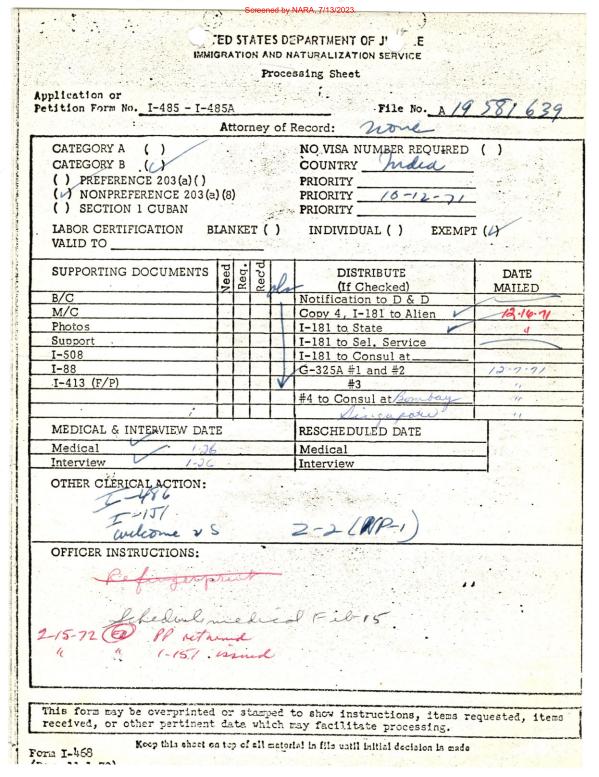 Screened by NARA, 7/13/2023.
TED STATES DEPARTMENT OF J E
IMMIGRATION AND NATURALIZATION SERVICE
Processing Sheet
Application or
Petition Form No. I-485 - I-485A File No. A 19 581 639
Attorney of Record: none
CATEGORY A ( ) NO VISA NUMBER REQUIRED ( )
CATEGORY B (✓) COUNTRY India
( ) PREFERENCE 203(a)( ) PRIORITY
(✓) NONPREFERENCE 203(a)(8) PRIORITY 10-12-71
( ) SECTION 1 CUBAN PRIORITY
LABOR CERTIFICATION BLANKET ( ) INDIVIDUAL ( ) EXEMPT (✓)
VALID TO
SUPPORTING DOCUMENTS Need Req. Rec'd DISTRIBUTE (If Checked) DATE MAILED
B/C Notification to D & D
M/C Copy 4, I-181 to Alien ✓ 12-16-71
Photos I-181 to State ✓ "
Support I-181 to Sel. Service
I-508 I-181 to Consul at
I-88 G-325A #1 and #2 12-7-71
I-413 (F/P) #3 "
#4 to Consul at Bombay "
Singapore "
MEDICAL & INTERVIEW DATE RESCHEDULED DATE
Medical 1-26 Medical
Interview 1-26 Interview
OTHER CLERICAL ACTION:
I-486
I-151
welcome US 2-2 (NP-1)
OFFICER INSTRUCTIONS:
Refingerprint
Schedule medical Feb-15
2-15-72 PP returned
" " 1-151 issued
This form may be overprinted or stamped to show instructions, items requested, items
received, or other pertinent date which may facilitate processing.
Keep this sheet on top of all material in file until initial decision is made
Form I-468